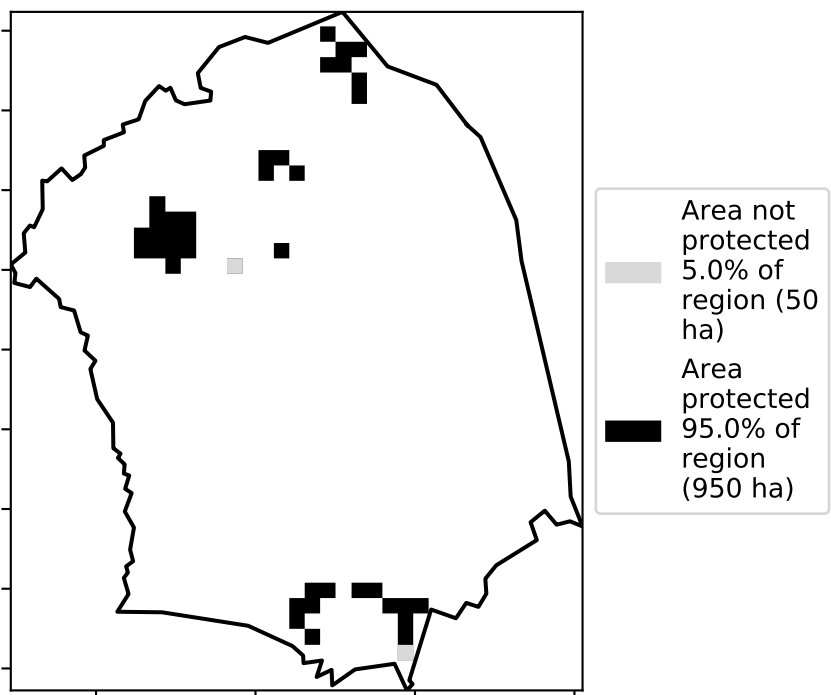 Area not
protected
5.0% of
region (50
ha)
Area
protected
95.0% of
region
(950 ha)